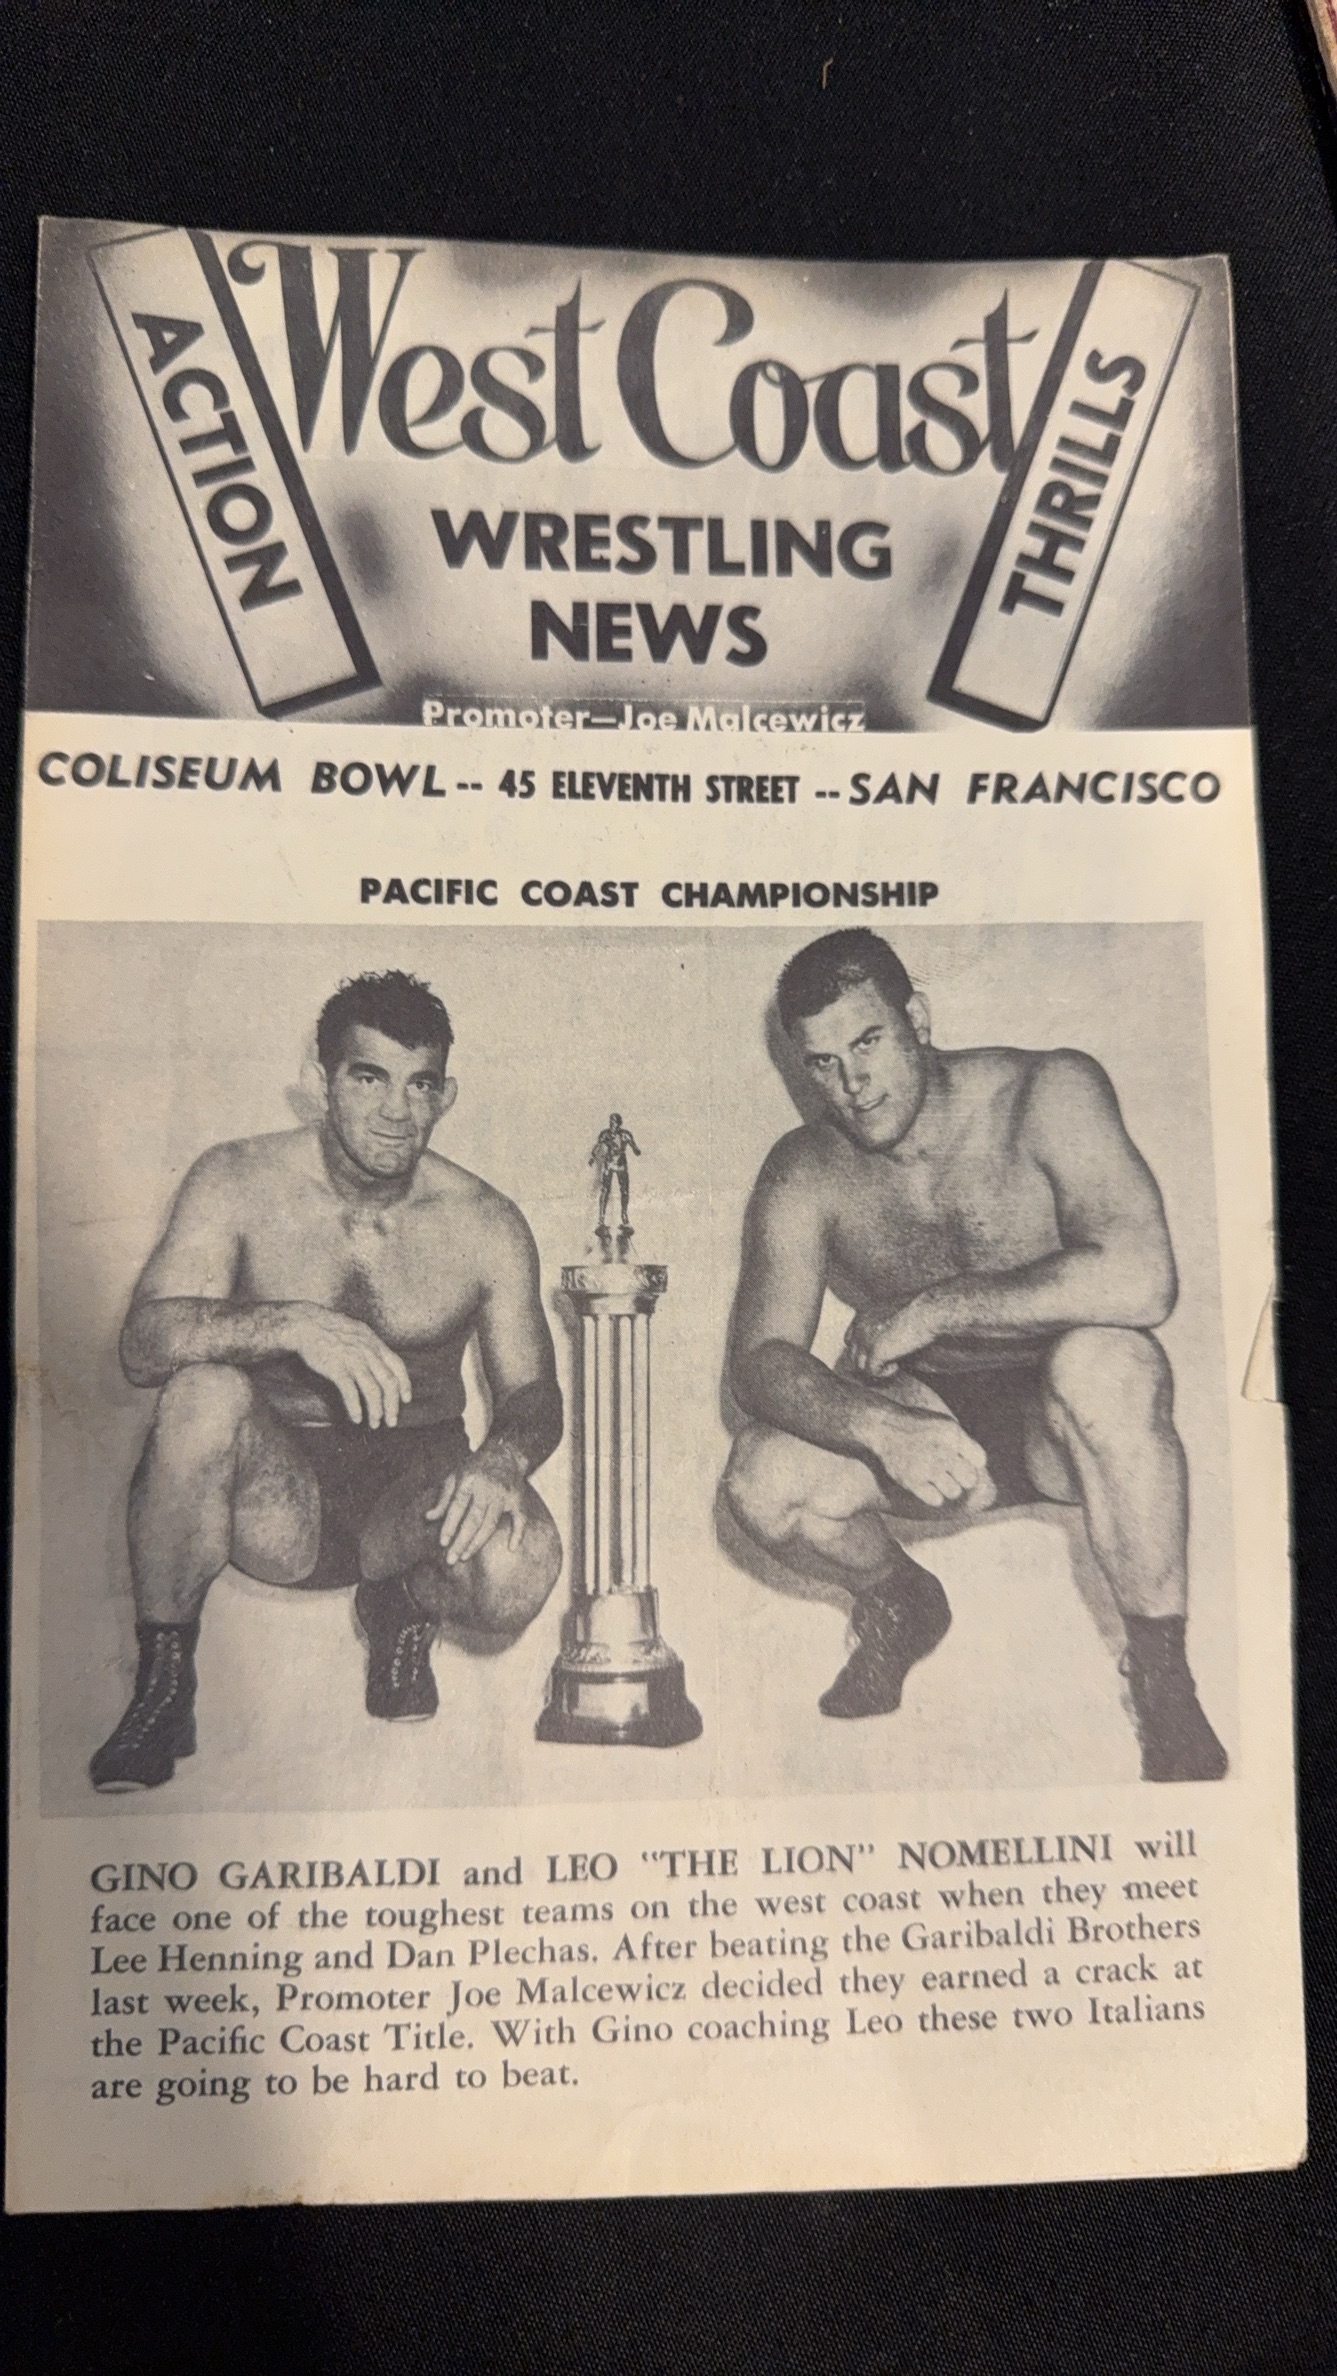 ACTION
West Coast
THRILLS
WRESTLING
NEWS
Promoter—Joe Malcewicz
COLISEUM BOWL -- 45 ELEVENTH STREET -- SAN FRANCISCO
PACIFIC COAST CHAMPIONSHIP
GINO GARIBALDI and LEO "THE LION" NOMELLINI will
face one of the toughest teams on the west coast when they meet
Lee Henning and Dan Plechas. After beating the Garibaldi Brothers
last week, Promoter Joe Malcewicz decided they earned a crack at
the Pacific Coast Title. With Gino coaching Leo these two Italians
are going to be hard to beat.